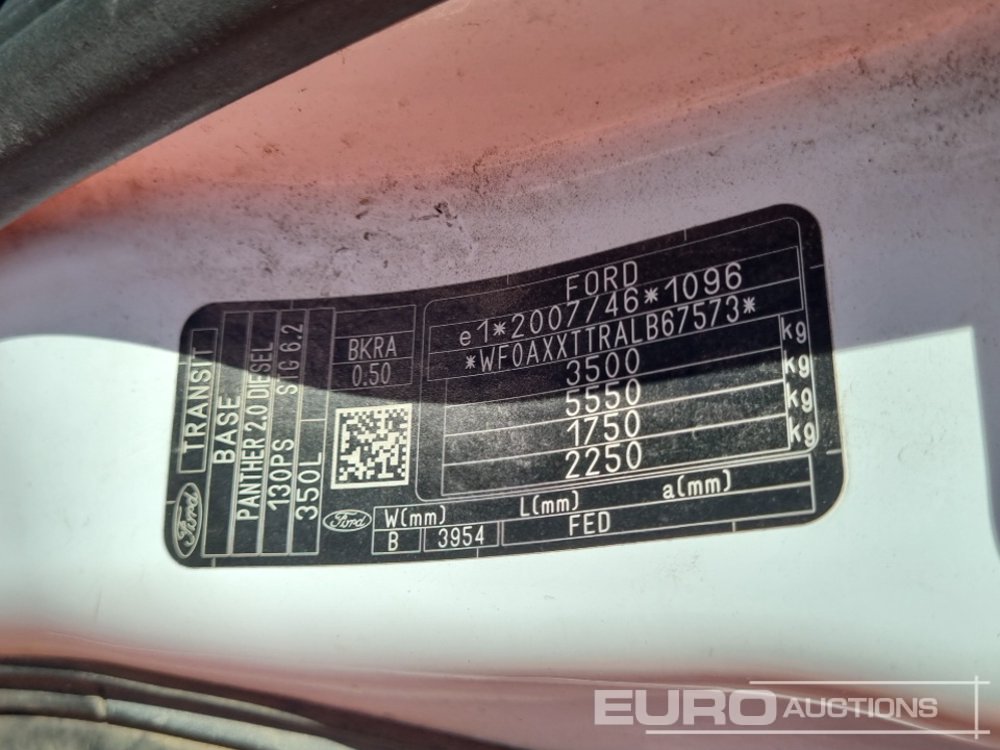 FORD
e1*2007/46*1096
*WF0AXXTTRALB67573*
3500 kg
5550 kg
1750 kg
2250 kg
BKRA
0.50
TRANSIT
BASE
PANTHER 2.0 DIESEL
130PS STG 6.2
350L
Ford
Ford
W(mm) L(mm) a(mm)
B 3954 FED
EURO AUCTIONS